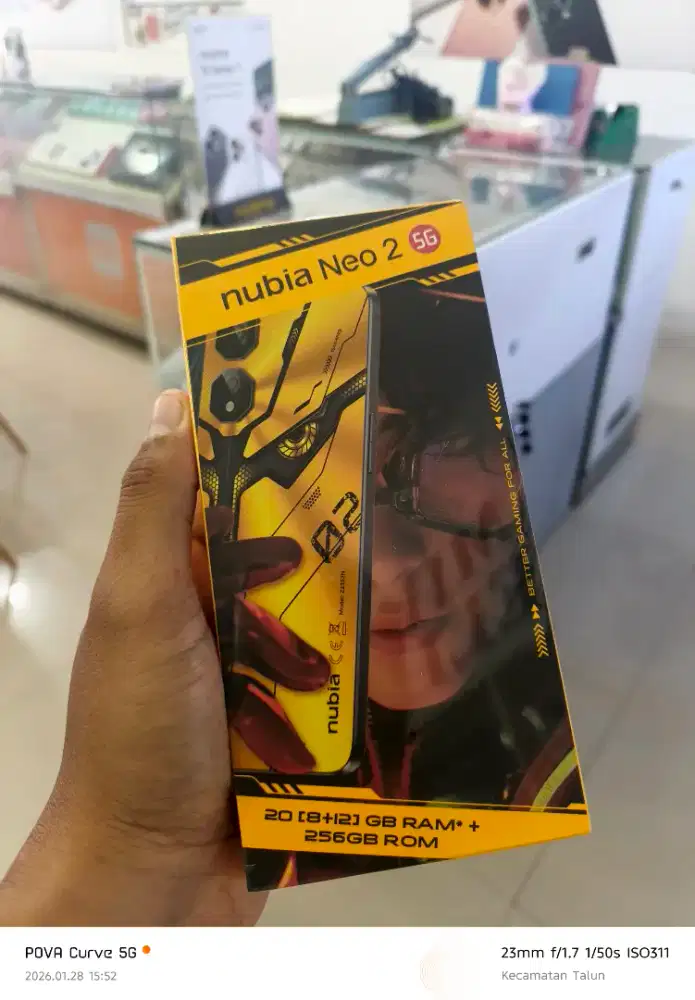 nubia Neo 2 5G
BETTER GAMING FOR ALL
02
nubia
20 [8+12] GB RAM* +
256GB ROM
POVA Curve 5G
2026.01.28 15:52
23mm f/1.7 1/50s ISO311
Kecamatan Talun